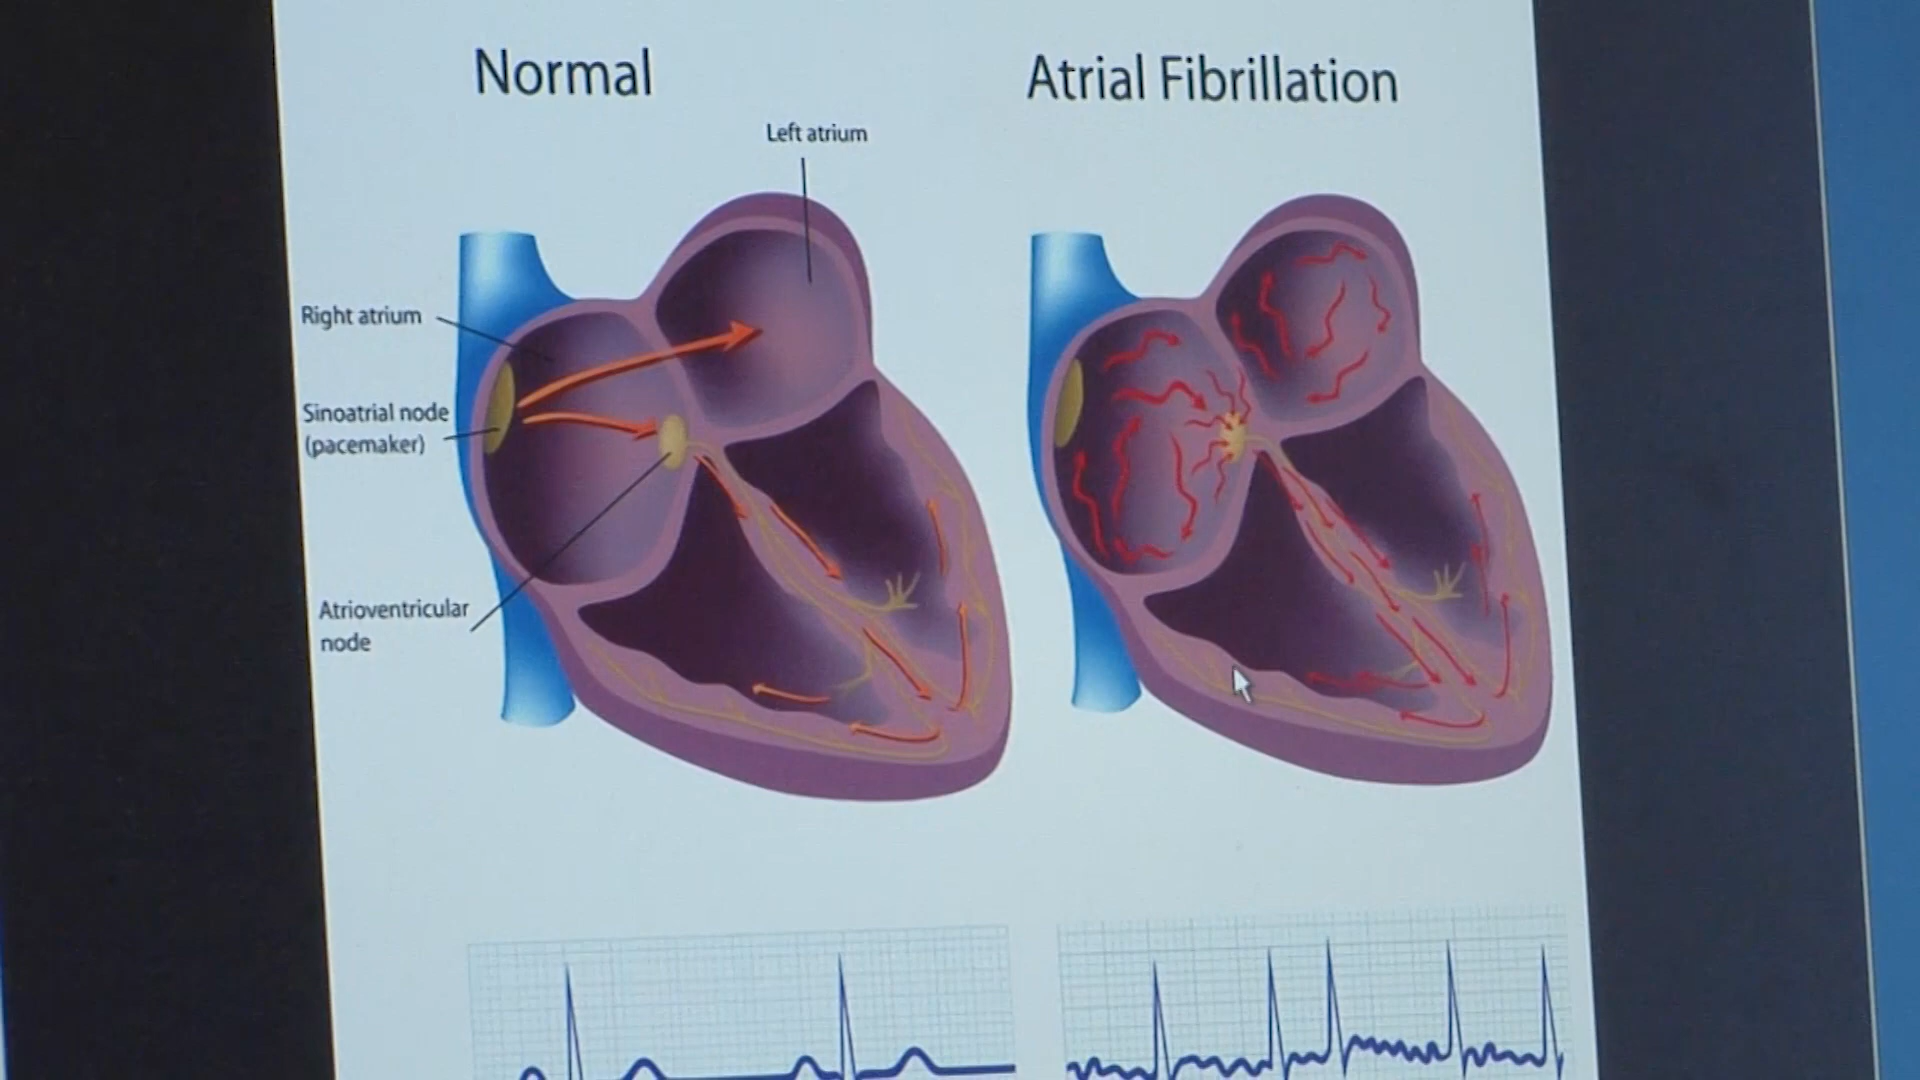 Normal
Atrial Fibrillation
Left atrium
Right atrium
Sinoatrial node
(pacemaker)
Atrioventricular
node